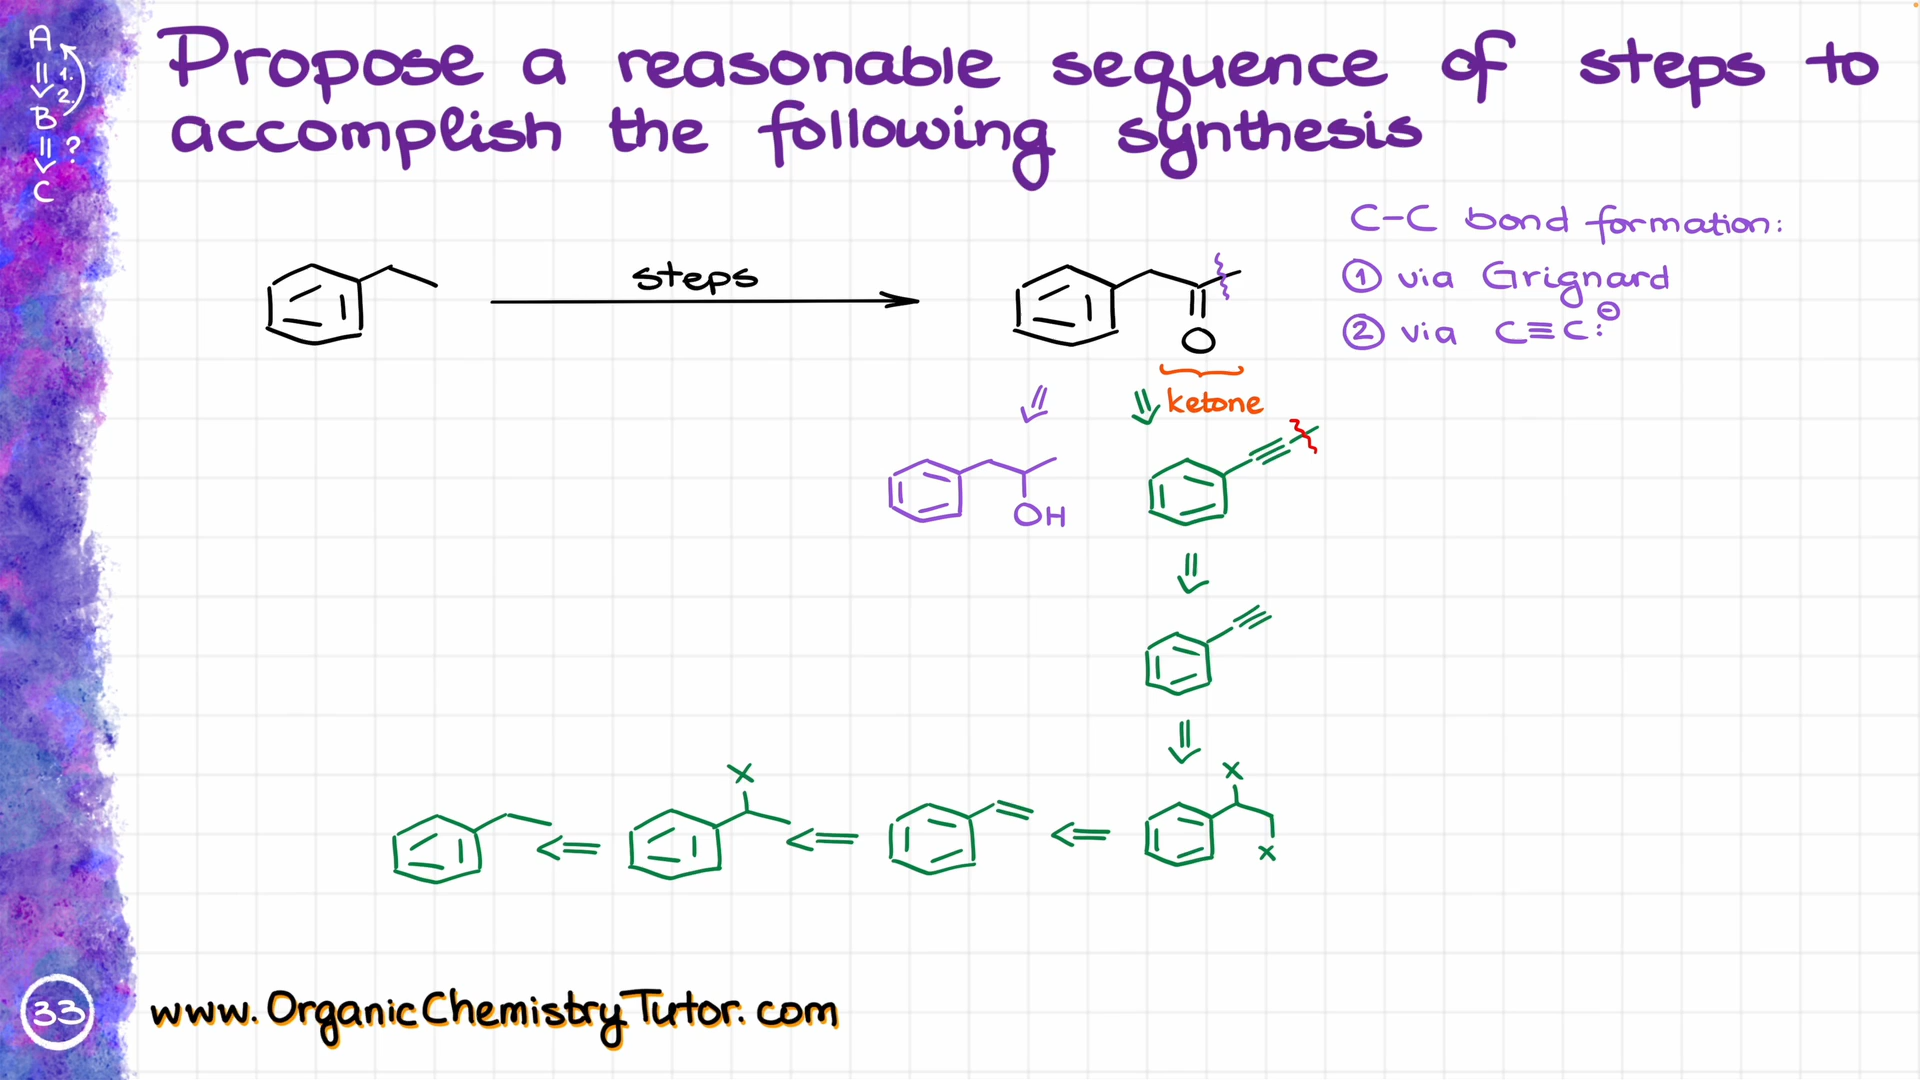 A
1.
2.
B
?
C
Propose a reasonable sequence of steps to
accomplish the following synthesis
C-C bond formation:
① via Grignard
② via C≡C:⊖
steps
O
ketone
OH
X
X
X
33
www.OrganicChemistryTutor.com